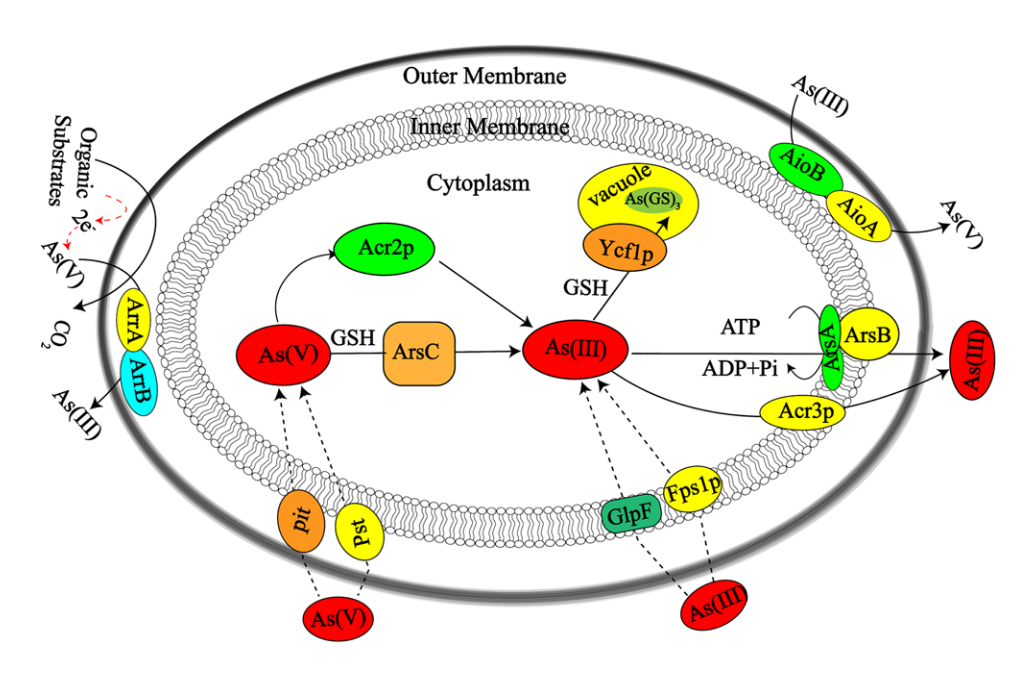 Outer Membrane
Inner Membrane
Cytoplasm
As(III)
AioB
AioA
As(V)
Organic
Substrates
2e-
As(V)
CO2
ArrA
ArrB
As(III)
vacuole
As(GS)3
Ycf1p
GSH
Acr2p
As(V)
GSH
ArsC
As(III)
ATP
ADP+Pi
ArsA
ArsB
As(III)
Acr3p
pit
Pst
As(V)
GlpF
Fps1p
As(III)